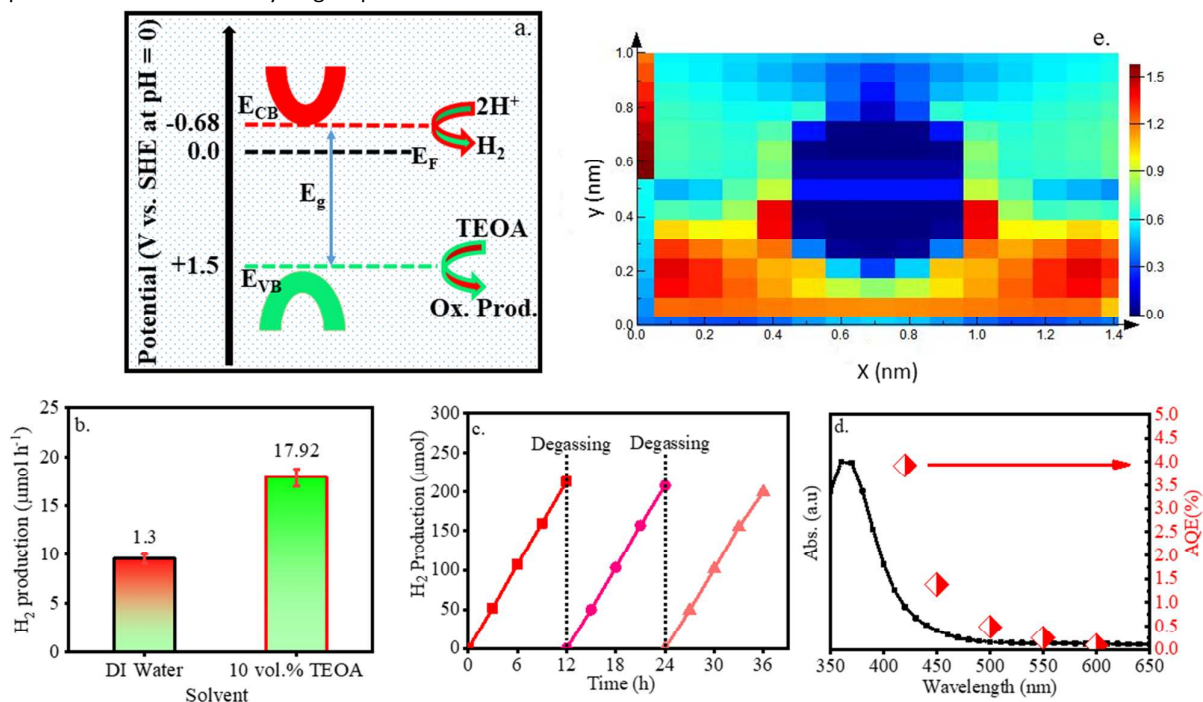 a.
Potential (V vs. SHE at pH = 0)
E_CB
-0.68
0.0
E_F
E_g
+1.5
E_VB
2H⁺
H₂
TEOA
Ox. Prod.
e.
y (nm)
1.0
0.8
0.6
0.4
0.2
0.0
0.0 0.2 0.4 0.6 0.8 1.0 1.2 1.4
X (nm)
1.5
1.2
0.9
0.6
0.3
0.0
b.
H₂ production (μmol h⁻¹)
25
20
15
10
5
0
1.3
17.92
DI Water 10 vol.% TEOA
Solvent
c.
H₂ Production (μmol)
300
250
200
150
100
50
0
Degassing Degassing
0 6 12 18 24 30 36
Time (h)
d.
Abs. (a.u)
350 400 450 500 550 600 650
Wavelength (nm)
5.0
4.5
4.0
3.5
3.0
2.5
2.0
1.5
1.0
0.5
0.0
AQE(%)